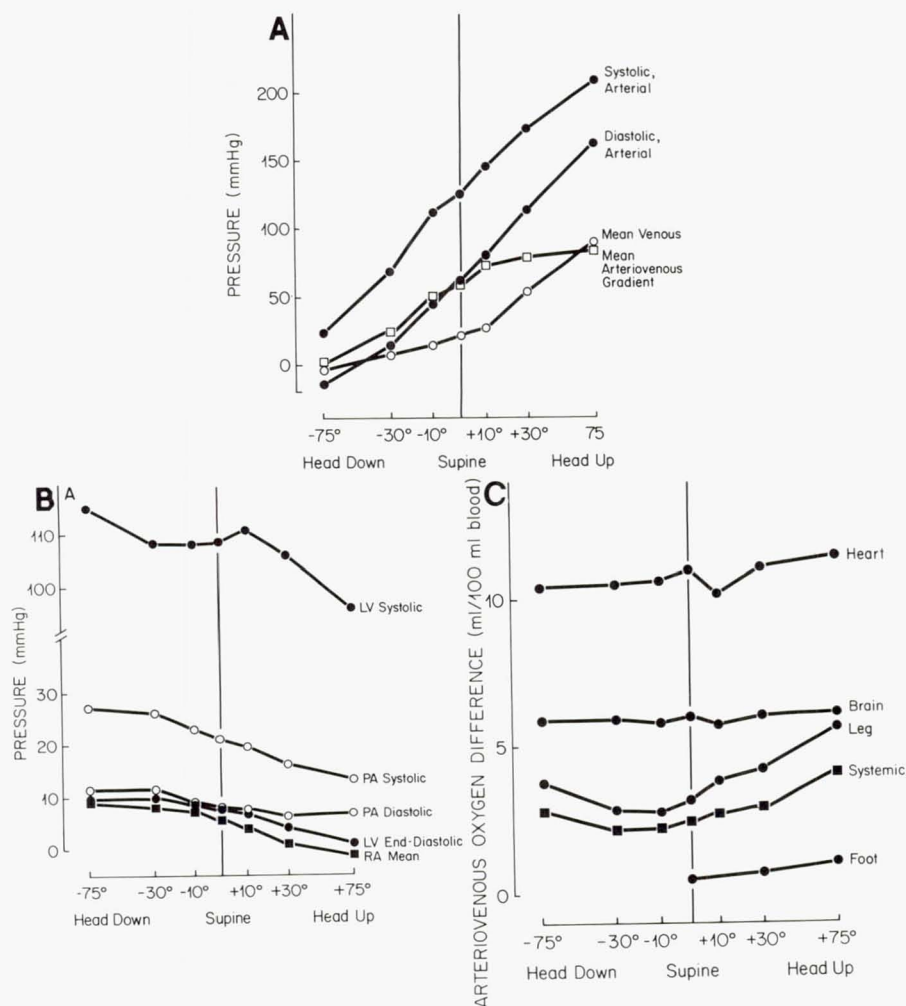 A
PRESSURE (mmHg)
200
150
100
50
0
Systolic,
Arterial
Diastolic,
Arterial
Mean Venous
Mean
Arteriovenous
Gradient
-75° -30° -10° +10° +30° 75
Head Down Supine Head Up
B A
PRESSURE (mmHg)
110
100
30
20
10
0
LV Systolic
PA Systolic
PA Diastolic
LV End-Diastolic
RA Mean
-75° -30° -10° +10° +30° +75°
Head Down Supine Head Up
C
ARTERIOVENOUS OXYGEN DIFFERENCE (ml/100 ml blood)
10
5
0
Heart
Brain
Leg
Systemic
Foot
-75° -30° -10° +10° +30° +75°
Head Down Supine Head Up